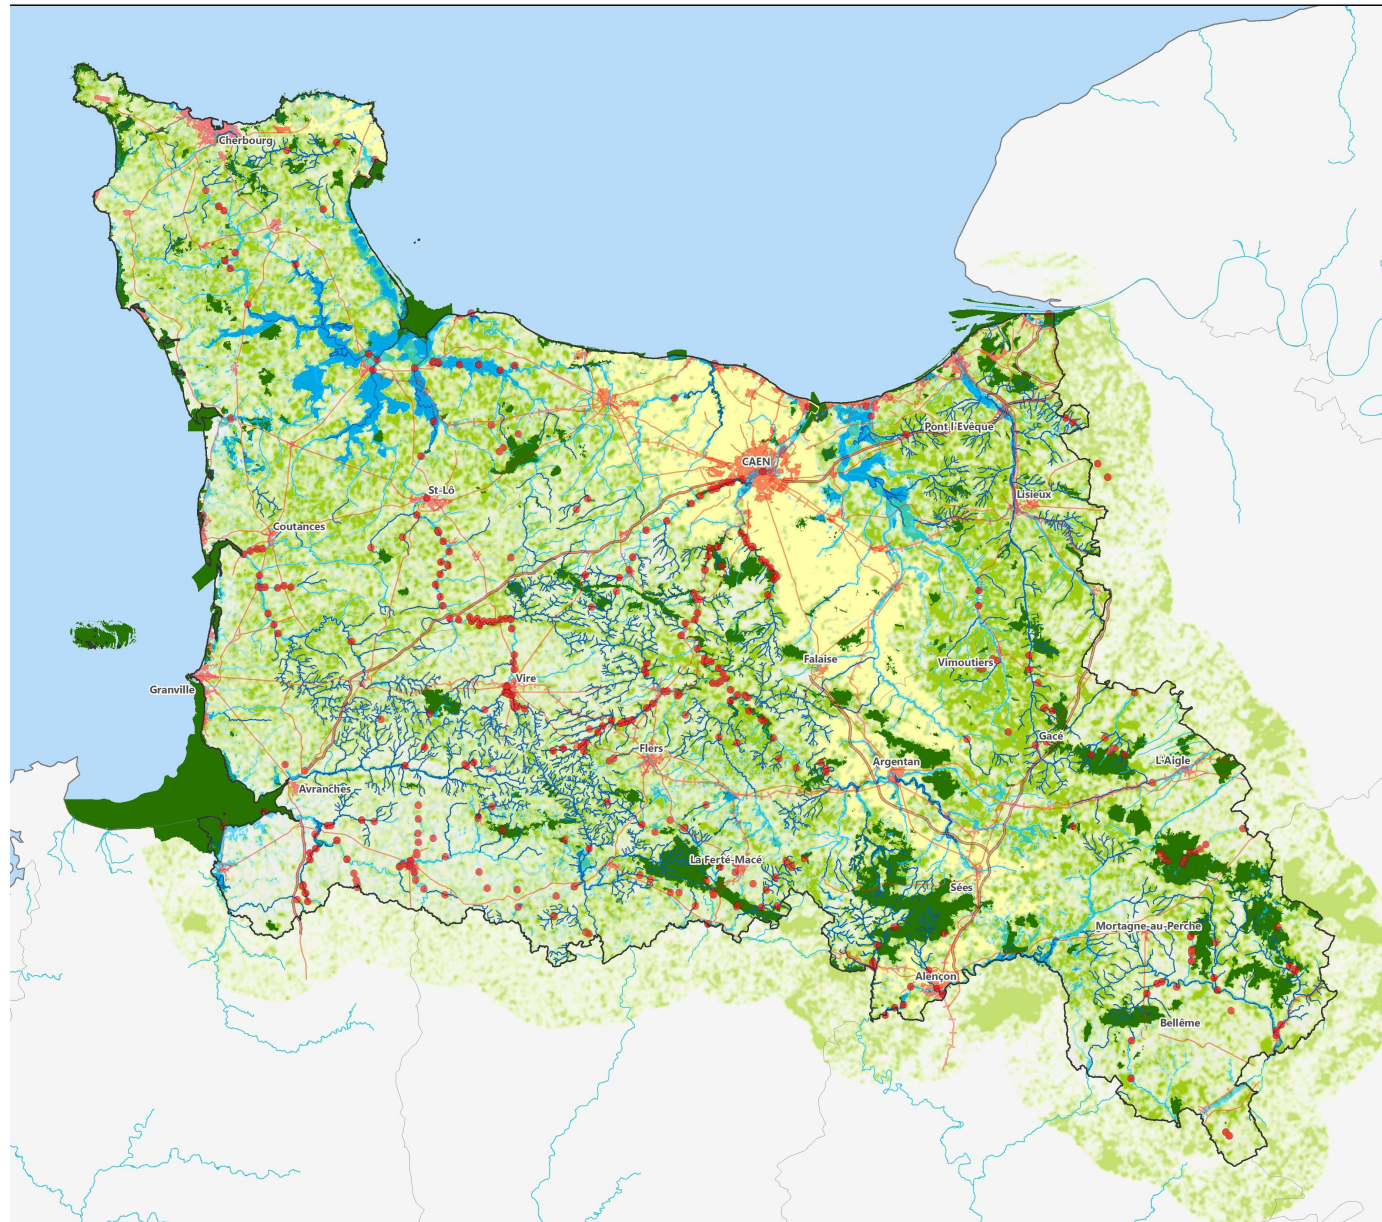 Cherbourg
Pont l'Evêque
CAEN
St-Lô
Lisieux
Coutances
Falaise
Vimoutiers
Vire
Granville
Gacé
Flers
L'Aigle
Argentan
Avranches
La Ferté-Macé
Sées
Mortagne-au-Perche
Alençon
Bellême